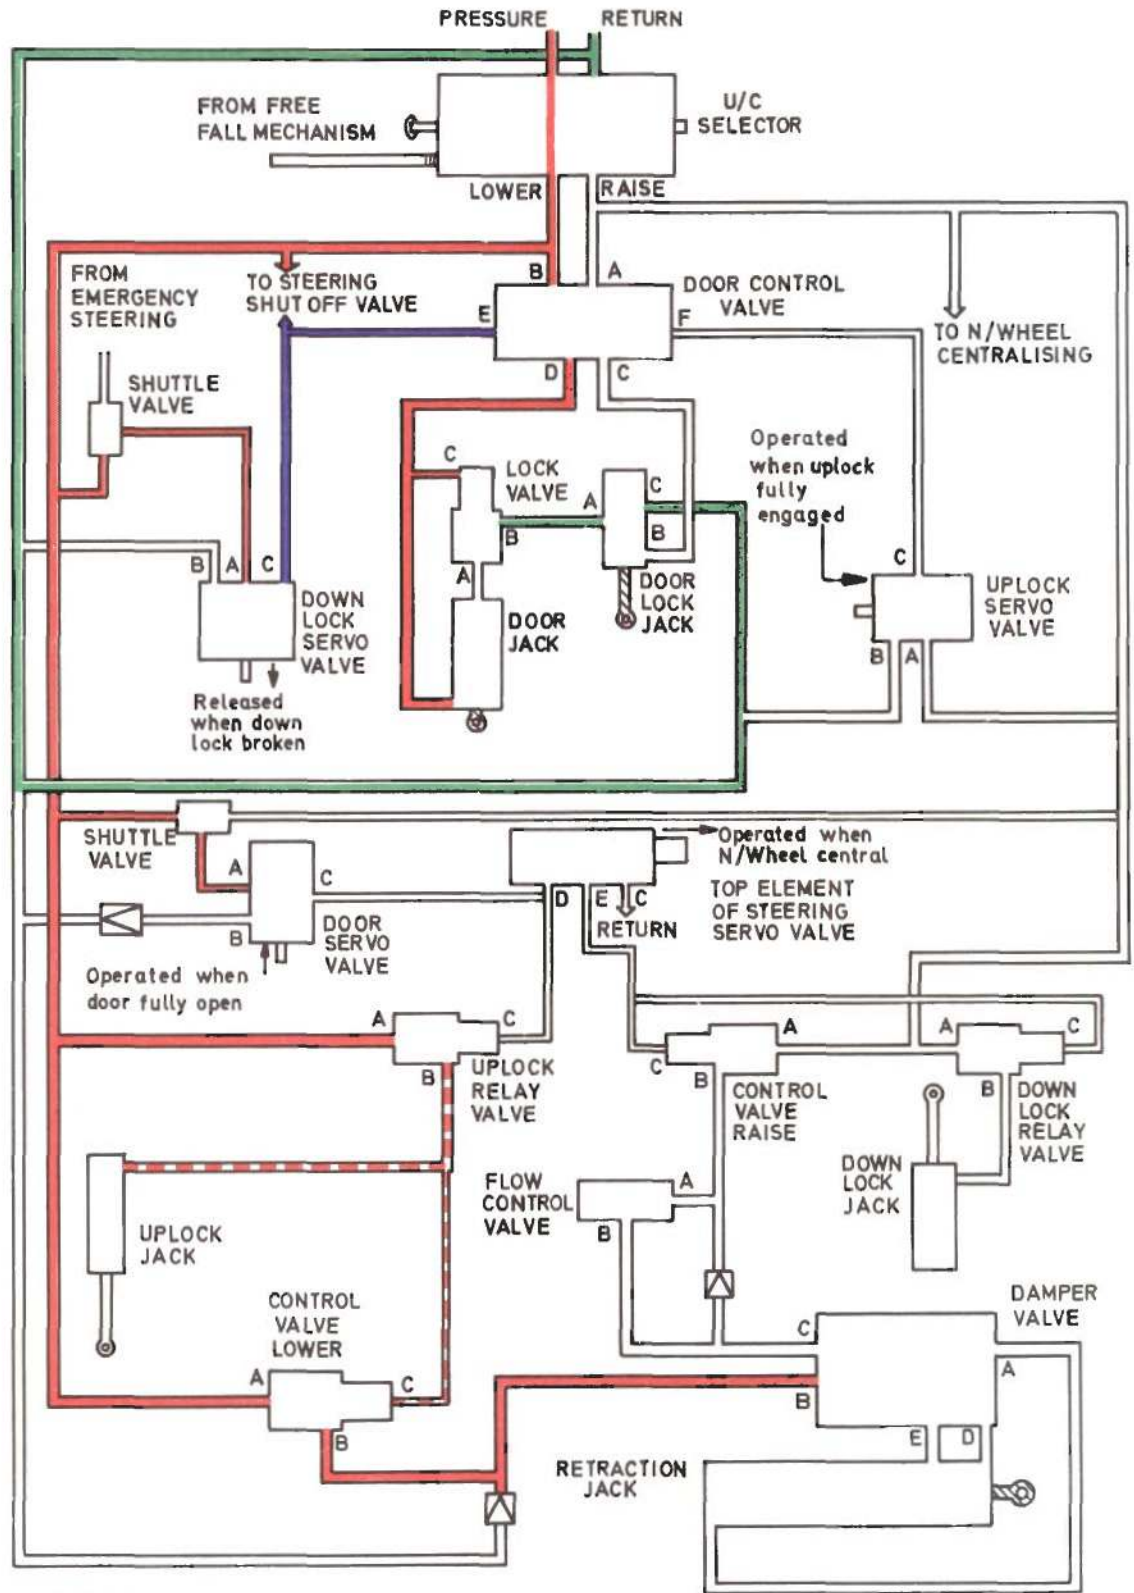 PRESSURE
RETURN
FROM FREE
FALL MECHANISM
U/C
SELECTOR
LOWER
RAISE
FROM
EMERGENCY
STEERING
TO STEERING
SHUT OFF VALVE
B
A
DOOR CONTROL
VALVE
E
F
TO N/WHEEL
CENTRALISING
D
C
SHUTTLE
VALVE
C
LOCK
VALVE
A
C
B
B
A
Operated
when uplock
fully
engaged
B
A
C
DOWN
LOCK
SERVO
VALVE
DOOR
JACK
DOOR
LOCK
JACK
C
UPLOCK
SERVO
VALVE
B
A
Released
when down
lock broken
SHUTTLE
VALVE
A
C
B
DOOR
SERVO
VALVE
Operated when
door fully open
Operated when
N/Wheel central
D
E
C
RETURN
TOP ELEMENT
OF STEERING
SERVO VALVE
A
C
B
UPLOCK
RELAY
VALVE
A
C
B
CONTROL
VALVE
RAISE
A
C
B
DOWN
LOCK
RELAY
VALVE
DOWN
LOCK
JACK
FLOW
CONTROL
VALVE
A
B
UPLOCK
JACK
CONTROL
VALVE
LOWER
A
C
B
DAMPER
VALVE
C
A
B
E
D
RETRACTION
JACK